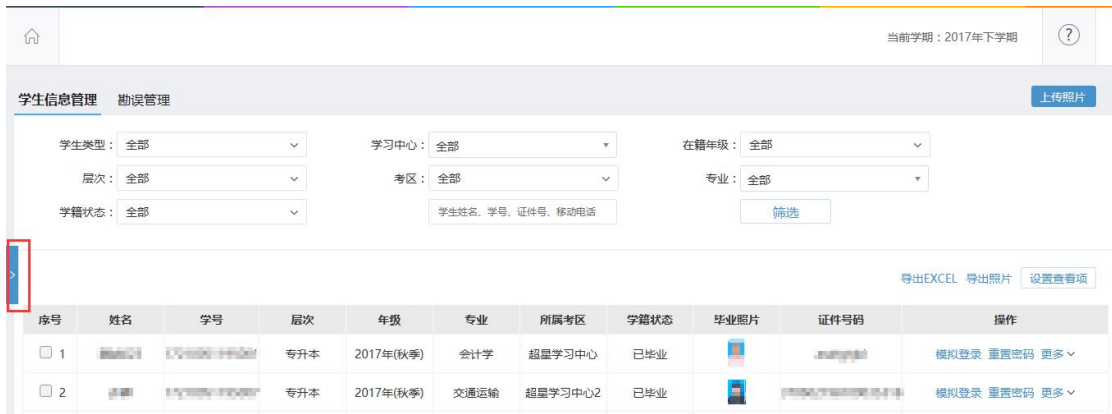 当前学期：2017年下学期 ?
学生信息管理 勘误管理 上传照片
学生类型： 全部 学习中心： 全部 在籍年级： 全部
层次： 全部 考区： 全部 专业： 全部
学籍状态： 全部 学生姓名、学号、证件号、移动电话 筛选
导出EXCEL 导出照片 设置查看项
序号 姓名 学号 层次 年级 专业 所属考区 学籍状态 毕业照片 证件号码 操作
1 专升本 2017年(秋季) 会计学 超星学习中心 已毕业 模拟登录 重置密码 更多
2 专升本 2017年(秋季) 交通运输 超星学习中心2 已毕业 模拟登录 重置密码 更多